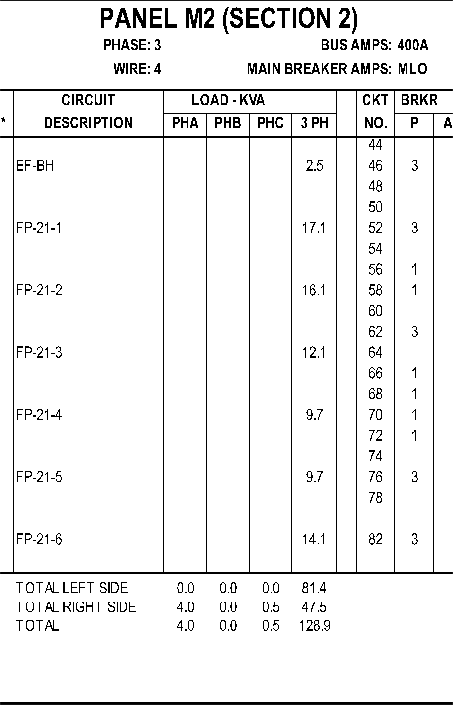 PANEL M2 (SECTION 2)
PHASE: 3 BUS AMPS: 400A
WIRE: 4 MAIN BREAKER AMPS: MLO
CIRCUIT LOAD - KVA CKT BRKR
* DESCRIPTION PHA PHB PHC 3 PH NO. P A
44
EF-BH 2.5 46 3
48
50
FP-21-1 17.1 52 3
54
56 1
FP-21-2 16.1 58 1
60
62 3
FP-21-3 12.1 64
66 1
68 1
FP-21-4 9.7 70 1
72 1
74
FP-21-5 9.7 76 3
78
FP-21-6 14.1 82 3
TOTAL LEFT SIDE 0.0 0.0 0.0 81.4
TOTAL RIGHT SIDE 4.0 0.0 0.5 47.5
TOTAL 4.0 0.0 0.5 128.9